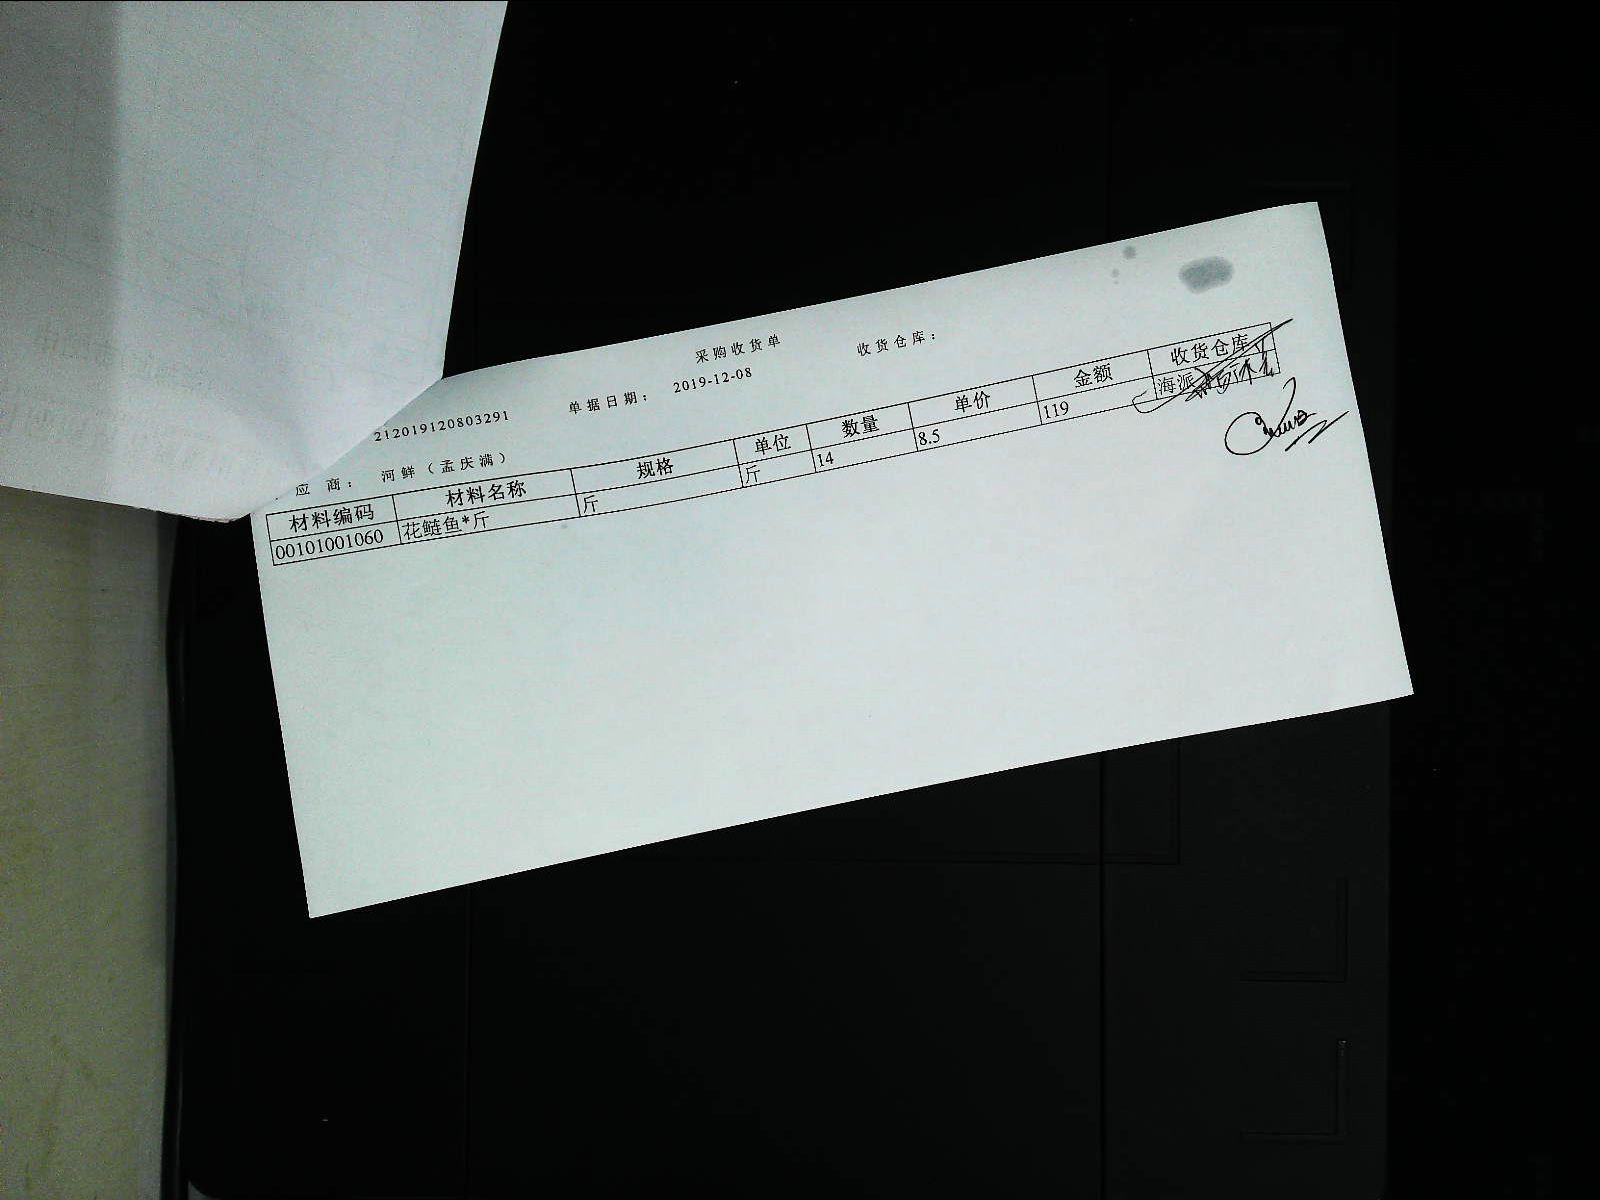 采购收货单 收货仓库：
212019120803291 单据日期： 2019-12-08
应 商： 河鲜（孟庆满）
材料编码 材料名称 规格 单位 数量 单价 金额 收货仓库
00101001060 花鲢鱼*斤 斤 斤 14 8.5 119 海派